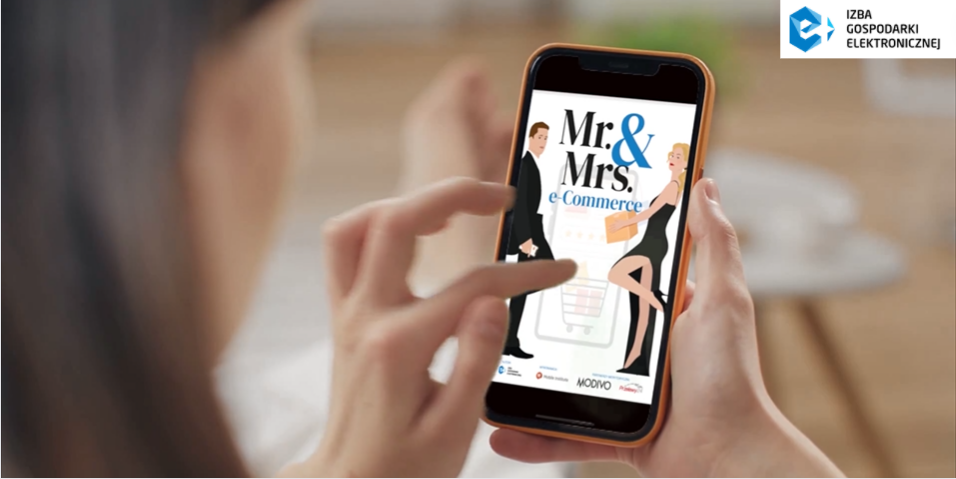 IZBA
GOSPODARKI
ELEKTRONICZNEJ
Mr. &
Mrs.
e-Commerce
MODIVO